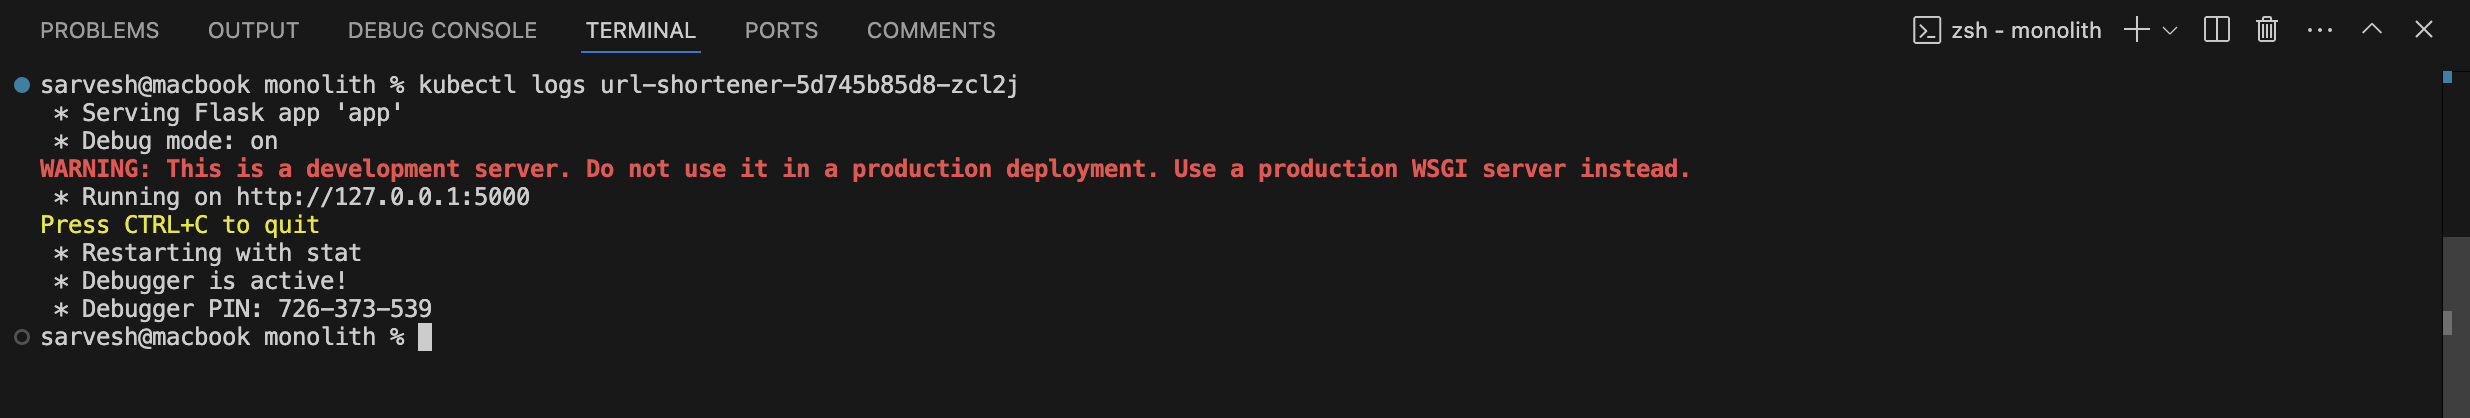 PROBLEMS OUTPUT DEBUG CONSOLE TERMINAL PORTS COMMENTS zsh - monolith
sarvesh@macbook monolith % kubectl logs url-shortener-5d745b85d8-zcl2j
* Serving Flask app 'app'
* Debug mode: on
WARNING: This is a development server. Do not use it in a production deployment. Use a production WSGI server instead.
* Running on http://127.0.0.1:5000
Press CTRL+C to quit
* Restarting with stat
* Debugger is active!
* Debugger PIN: 726-373-539
sarvesh@macbook monolith %